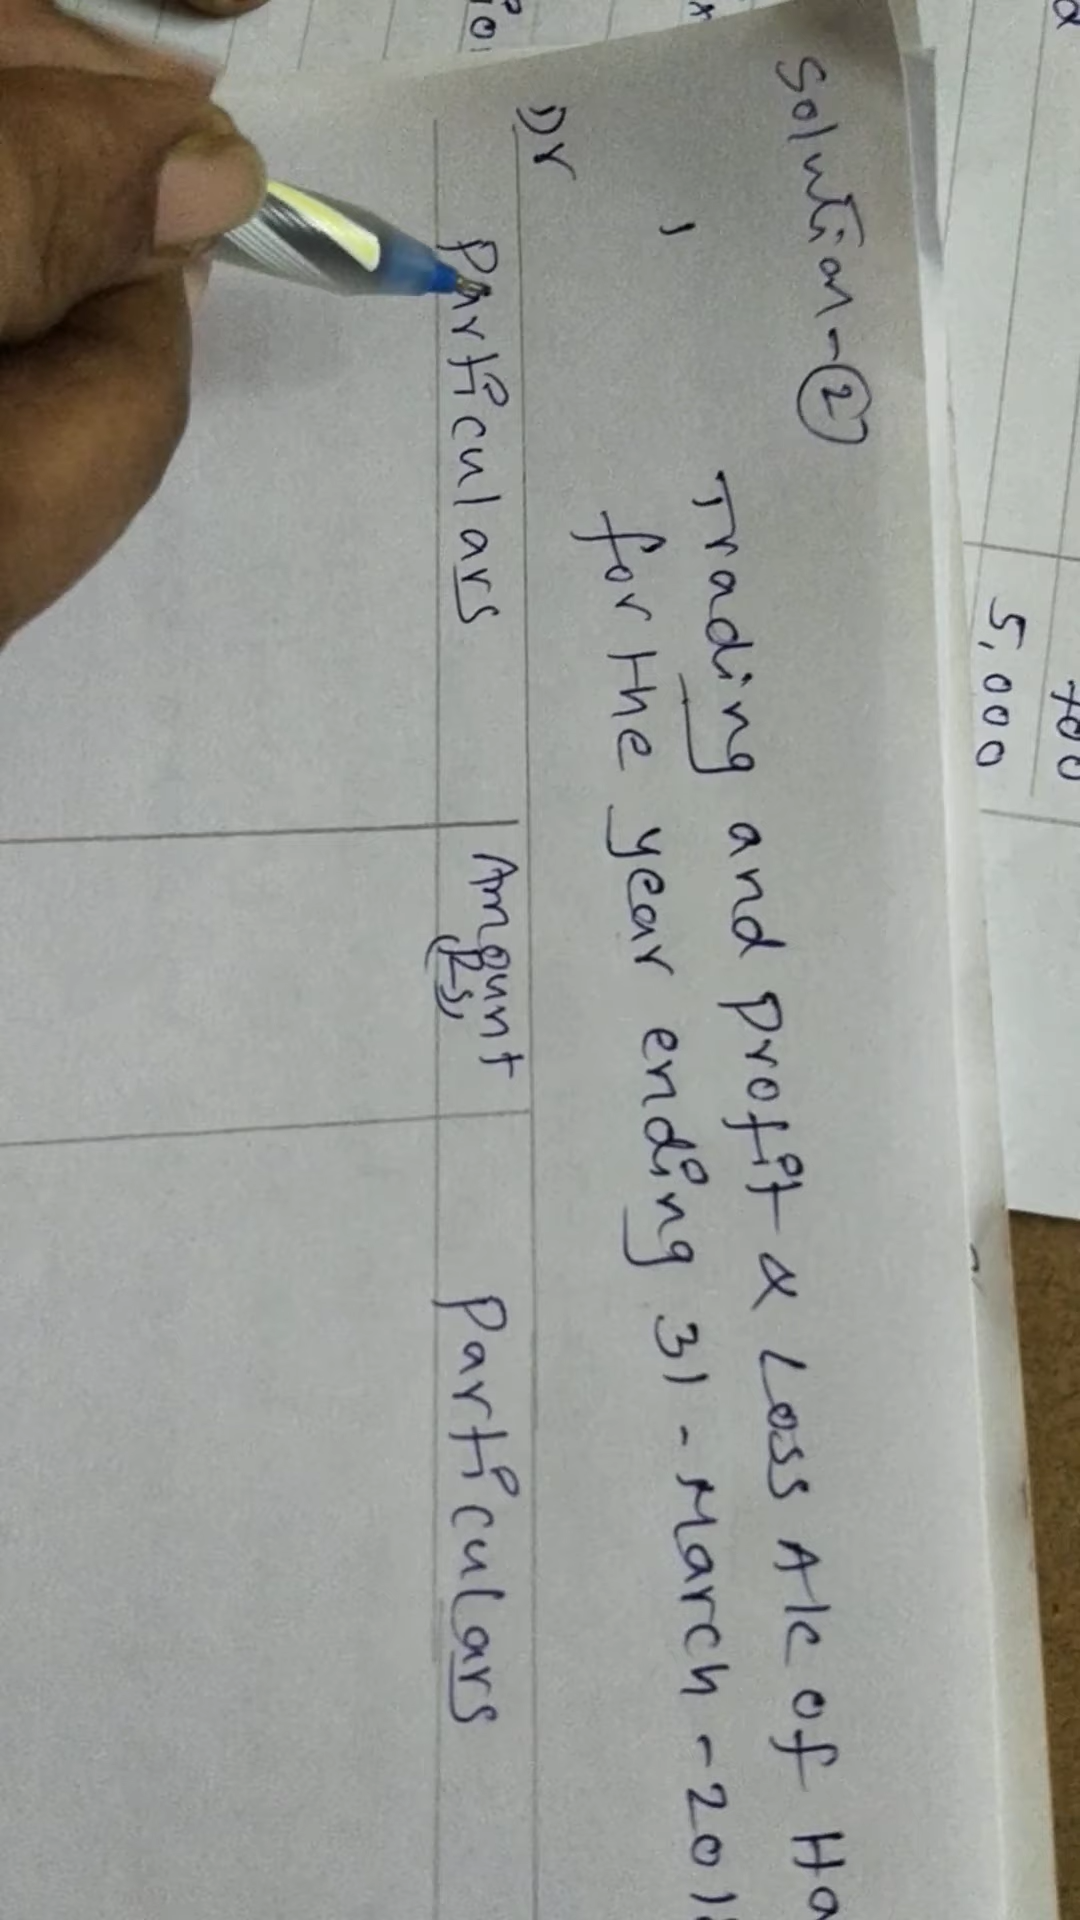 Solution-②
Trading and Profit & Loss A/c of Ha
for the year ending 31-March-201
Dr
Particulars Amount Particulars
(Rs,
700
5,000